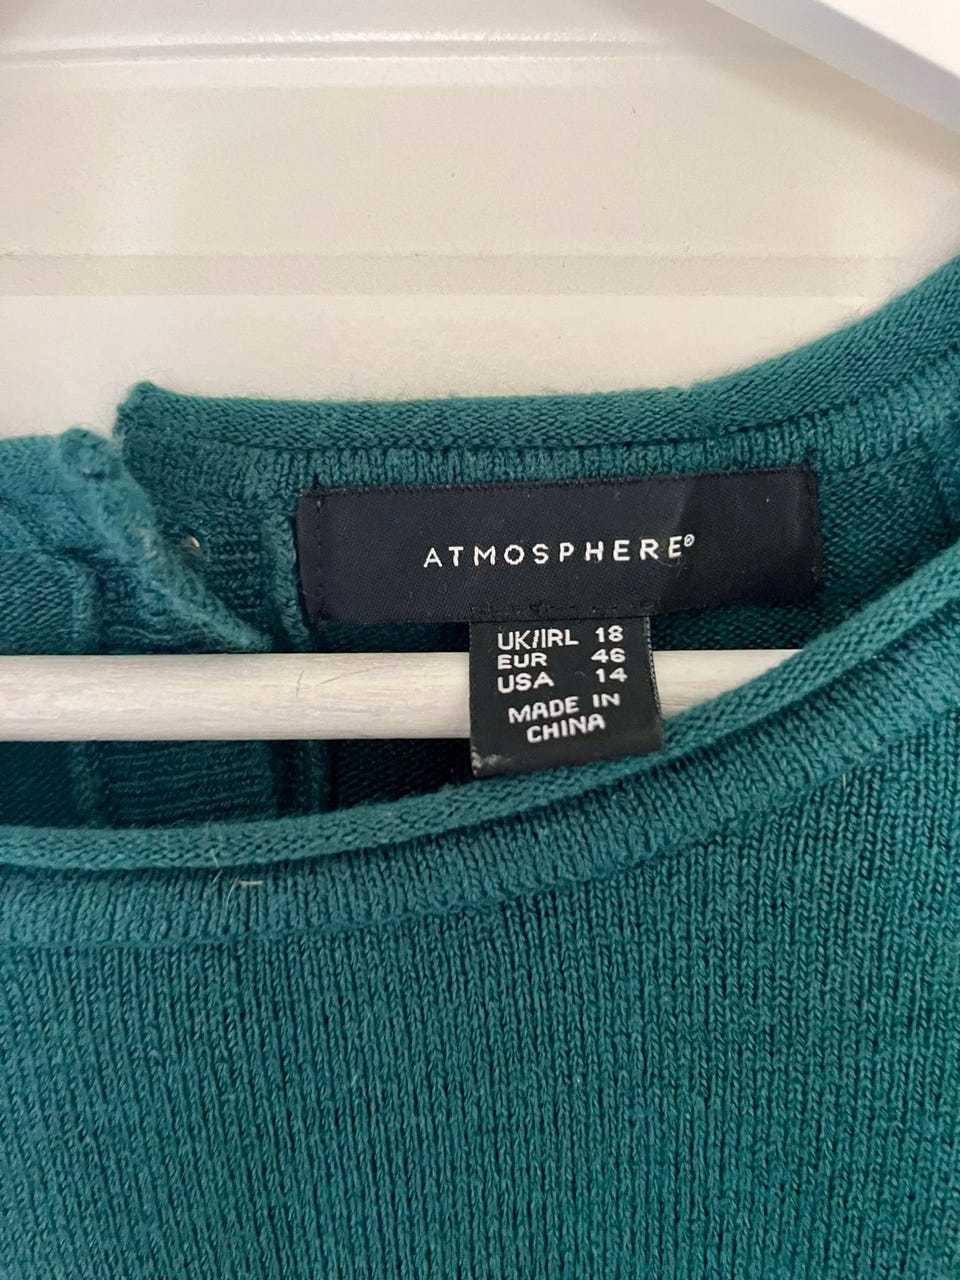 ATMOSPHERE®
UK/IRL 18
EUR 46
USA 14
MADE IN
CHINA